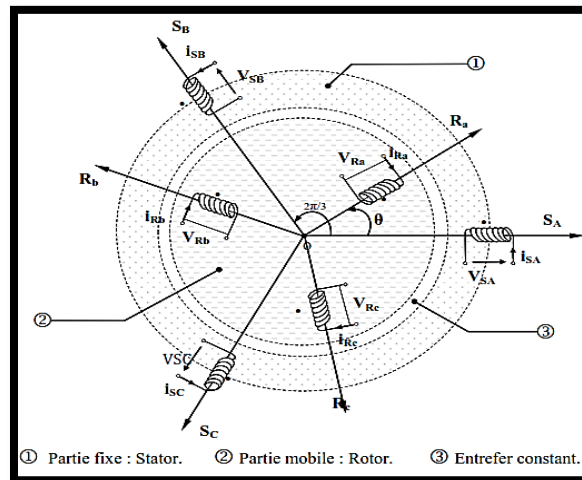 S_B
i_SB
V_SB
①
R_a
V_Ra
i_Ra
R_b
2π/3
θ
i_Rb
V_Rb
S_A
O
V_SA
i_SA
V_Rc
②
③
VSC
i_Rc
i_SC
R_c
S_C
① Partie fixe : Stator. ② Partie mobile : Rotor. ③ Entrefer constant.